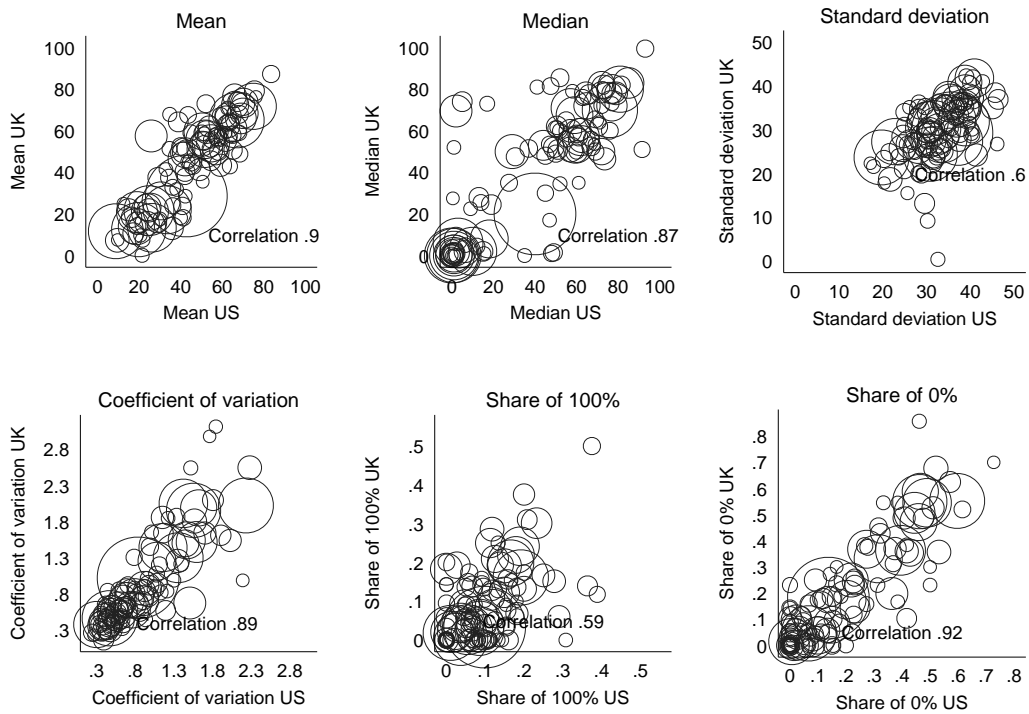 Mean
Mean UK
100
80
60
40
20
0
Correlation .9
0 20 40 60 80 100
Mean US
Median
Median UK
100
80
60
40
20
0
Correlation .87
0 20 40 60 80 100
Median US
Standard deviation
Standard deviation UK
50
40
30
20
10
0
Correlation .6
0 10 20 30 40 50
Standard deviation US
Coefficient of variation
Coefficient of variation UK
2.8
2.3
1.8
1.3
.8
.3
Correlation .89
.3 .8 1.3 1.8 2.3 2.8
Coefficient of variation US
Share of 100%
Share of 100% UK
.5
.4
.3
.2
.1
0
Correlation .59
0 .1 .2 .3 .4 .5
Share of 100% US
Share of 0%
Share of 0% UK
.8
.7
.6
.5
.4
.3
.2
.1
0
Correlation .92
0 .1 .2 .3 .4 .5 .6 .7 .8
Share of 0% US